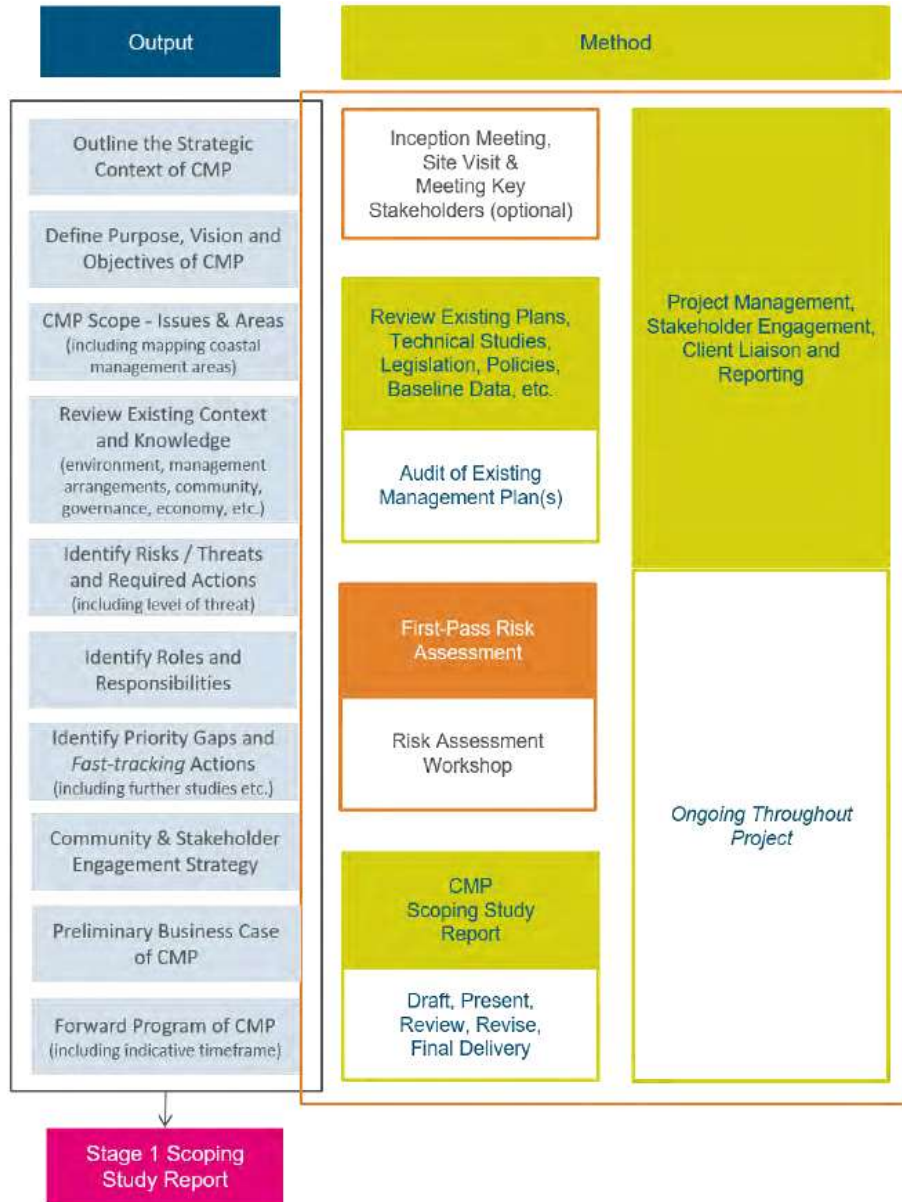 Output
Method
Outline the Strategic
Context of CMP
Define Purpose, Vision and
Objectives of CMP
CMP Scope - Issues & Areas
(including mapping coastal
management areas)
Review Existing Context
and Knowledge
(environment, management
arrangements, community,
governance, economy, etc.)
Identify Risks / Threats
and Required Actions
(including level of threat)
Identify Roles and
Responsibilities
Identify Priority Gaps and
Fast-tracking Actions
(including further studies etc.)
Community & Stakeholder
Engagement Strategy
Preliminary Business Case
of CMP
Forward Program of CMP
(including indicative timeframe)
Stage 1 Scoping
Study Report
Inception Meeting,
Site Visit &
Meeting Key
Stakeholders (optional)
Review Existing Plans,
Technical Studies,
Legislation, Policies,
Baseline Data, etc.
Audit of Existing
Management Plan(s)
First-Pass Risk
Assessment
Risk Assessment
Workshop
CMP
Scoping Study
Report
Draft, Present,
Review, Revise,
Final Delivery
Project Management,
Stakeholder Engagement,
Client Liaison and
Reporting
Ongoing Throughout
Project